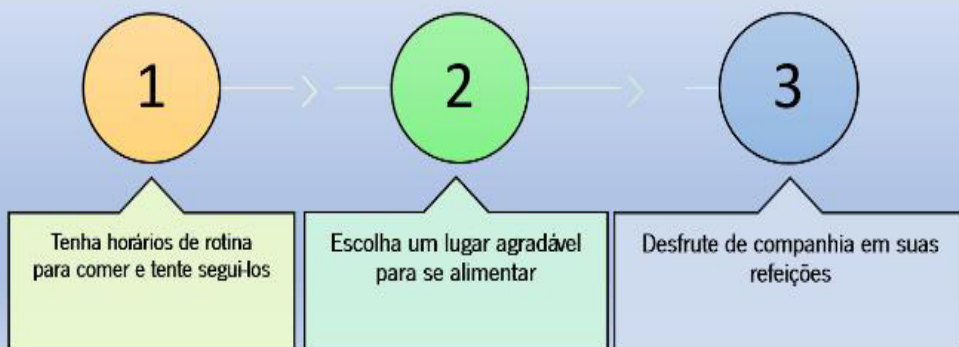 1
2
3
Tenha horários de rotina
para comer e tente segui-los
Escolha um lugar agradável
para se alimentar
Desfrute de companhia em suas
refeições